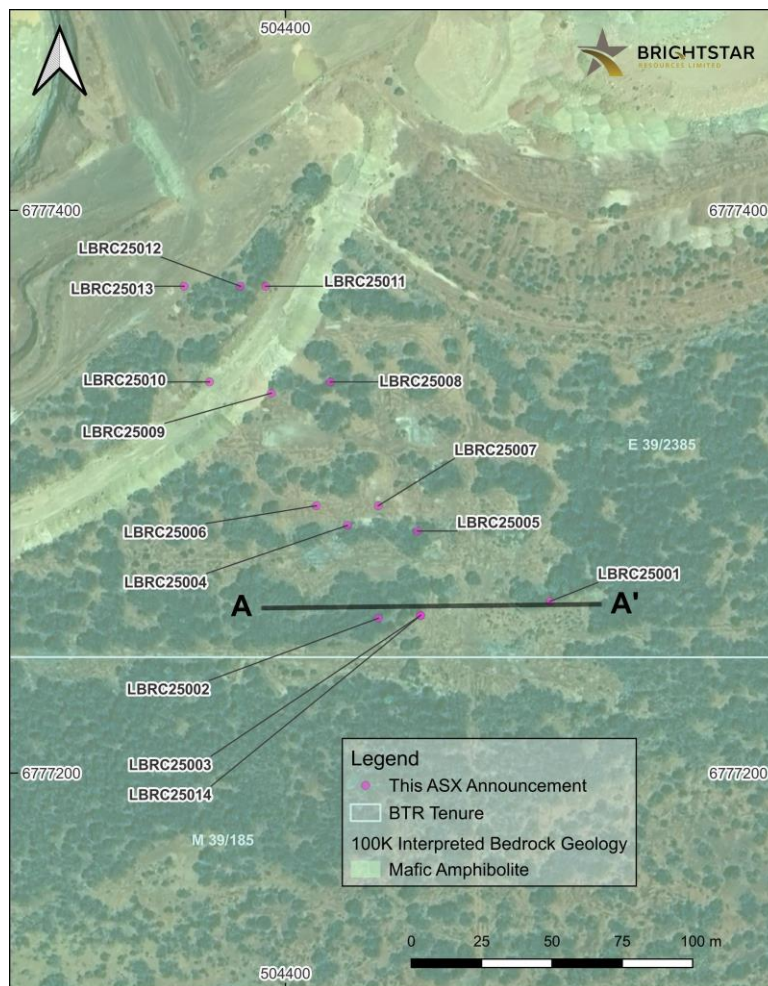 504400
BRIGHTSTAR
RESOURCES LIMITED
6777400
6777400
LBRC25012
LBRC25013
LBRC25011
LBRC25010
LBRC25008
LBRC25009
E 39/2385
LBRC25007
LBRC25006
LBRC25005
LBRC25004
LBRC25001
A
A'
LBRC25002
LBRC25003
LBRC25014
6777200
6777200
M 39/185
Legend
This ASX Announcement
BTR Tenure
100K Interpreted Bedrock Geology
Mafic Amphibolite
0 25 50 75 100 m
504400